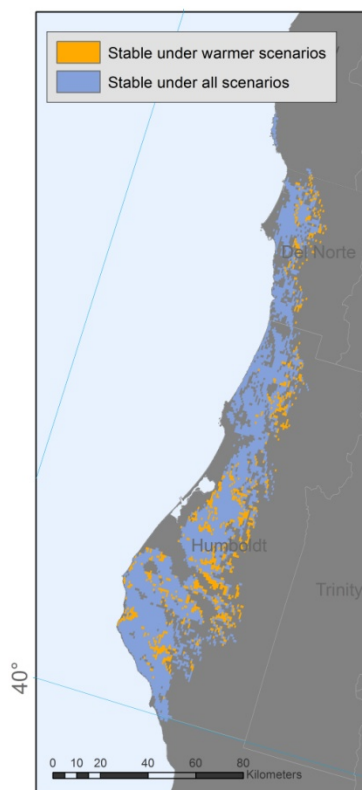 Stable under warmer scenarios
Stable under all scenarios
Del Norte
Humboldt
Trinity
40°
0 10 20 40 60 80
Kilometers